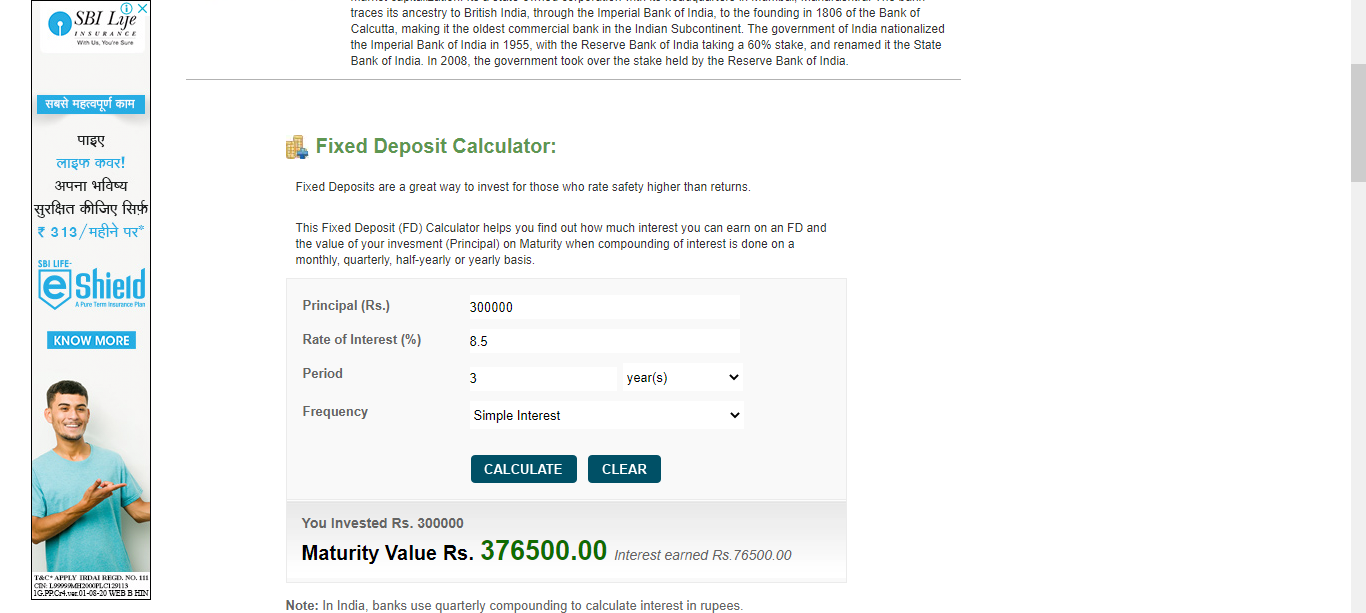 SBI Life
INSURANCE
With Us, You're Sure
सबसे महत्वपूर्ण काम
पाइए
लाइफ कवर!
अपना भविष्य
सुरक्षित कीजिए सिर्फ़
₹ 313/महीने पर*
SBI LIFE-
eShield
A Pure Term Insurance Plan
KNOW MORE
T&C* APPLY IRDAI REGD. NO. 111
CIN: L99999MH2000PLC129113
1G.PP.Cr4.ver.01-08-20 WEB B HIN
traces its ancestry to British India, through the Imperial Bank of India, to the founding in 1806 of the Bank of
Calcutta, making it the oldest commercial bank in the Indian Subcontinent. The government of India nationalized
the Imperial Bank of India in 1955, with the Reserve Bank of India taking a 60% stake, and renamed it the State
Bank of India. In 2008, the government took over the stake held by the Reserve Bank of India.
Fixed Deposit Calculator:
Fixed Deposits are a great way to invest for those who rate safety higher than returns.
This Fixed Deposit (FD) Calculator helps you find out how much interest you can earn on an FD and
the value of your invesment (Principal) on Maturity when compounding of interest is done on a
monthly, quarterly, half-yearly or yearly basis.
Principal (Rs.) 300000
Rate of Interest (%) 8.5
Period 3 year(s)
Frequency Simple Interest
CALCULATE CLEAR
You Invested Rs. 300000
Maturity Value Rs. 376500.00 Interest earned Rs.76500.00
Note: In India, banks use quarterly compounding to calculate interest in rupees.